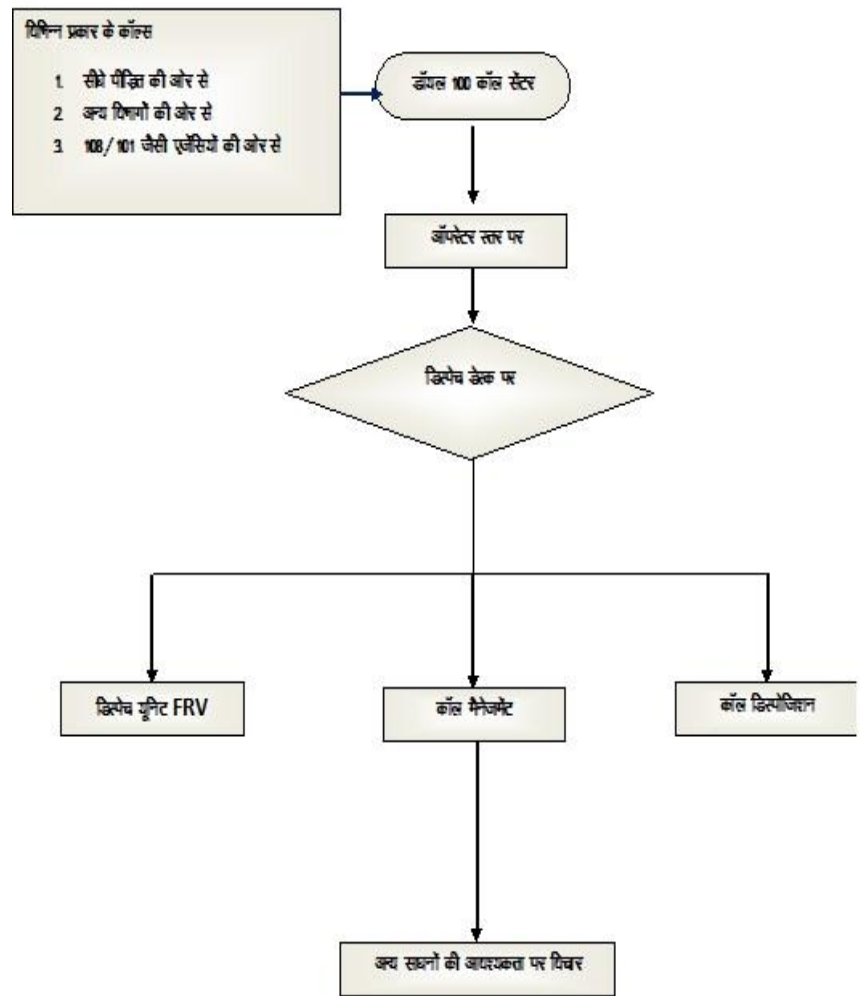 विभिन्न प्रकार के कॉल्स
1. सीधे पीड़ित की ओर से
2 अन्य विभागों की ओर से
3. 108/101 जैसी एजेंसियों की ओर से
डॉयल 100 कॉल सेंटर
ऑपरेटर स्तर पर
डिस्पेच डेस्क पर
डिस्पेच यूनिट FRV
कॉल मैनेजमेंट
कॉल डिस्पोजिशन
अन्य साधनों की आवश्यकता पर विचार